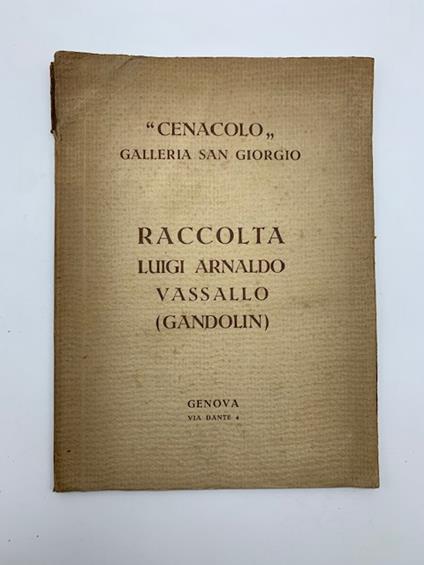 “CENACOLO„
GALLERIA SAN GIORGIO
RACCOLTA
LUIGI ARNALDO
VASSALLO
(GANDOLIN)
GENOVA
VIA DANTE 4